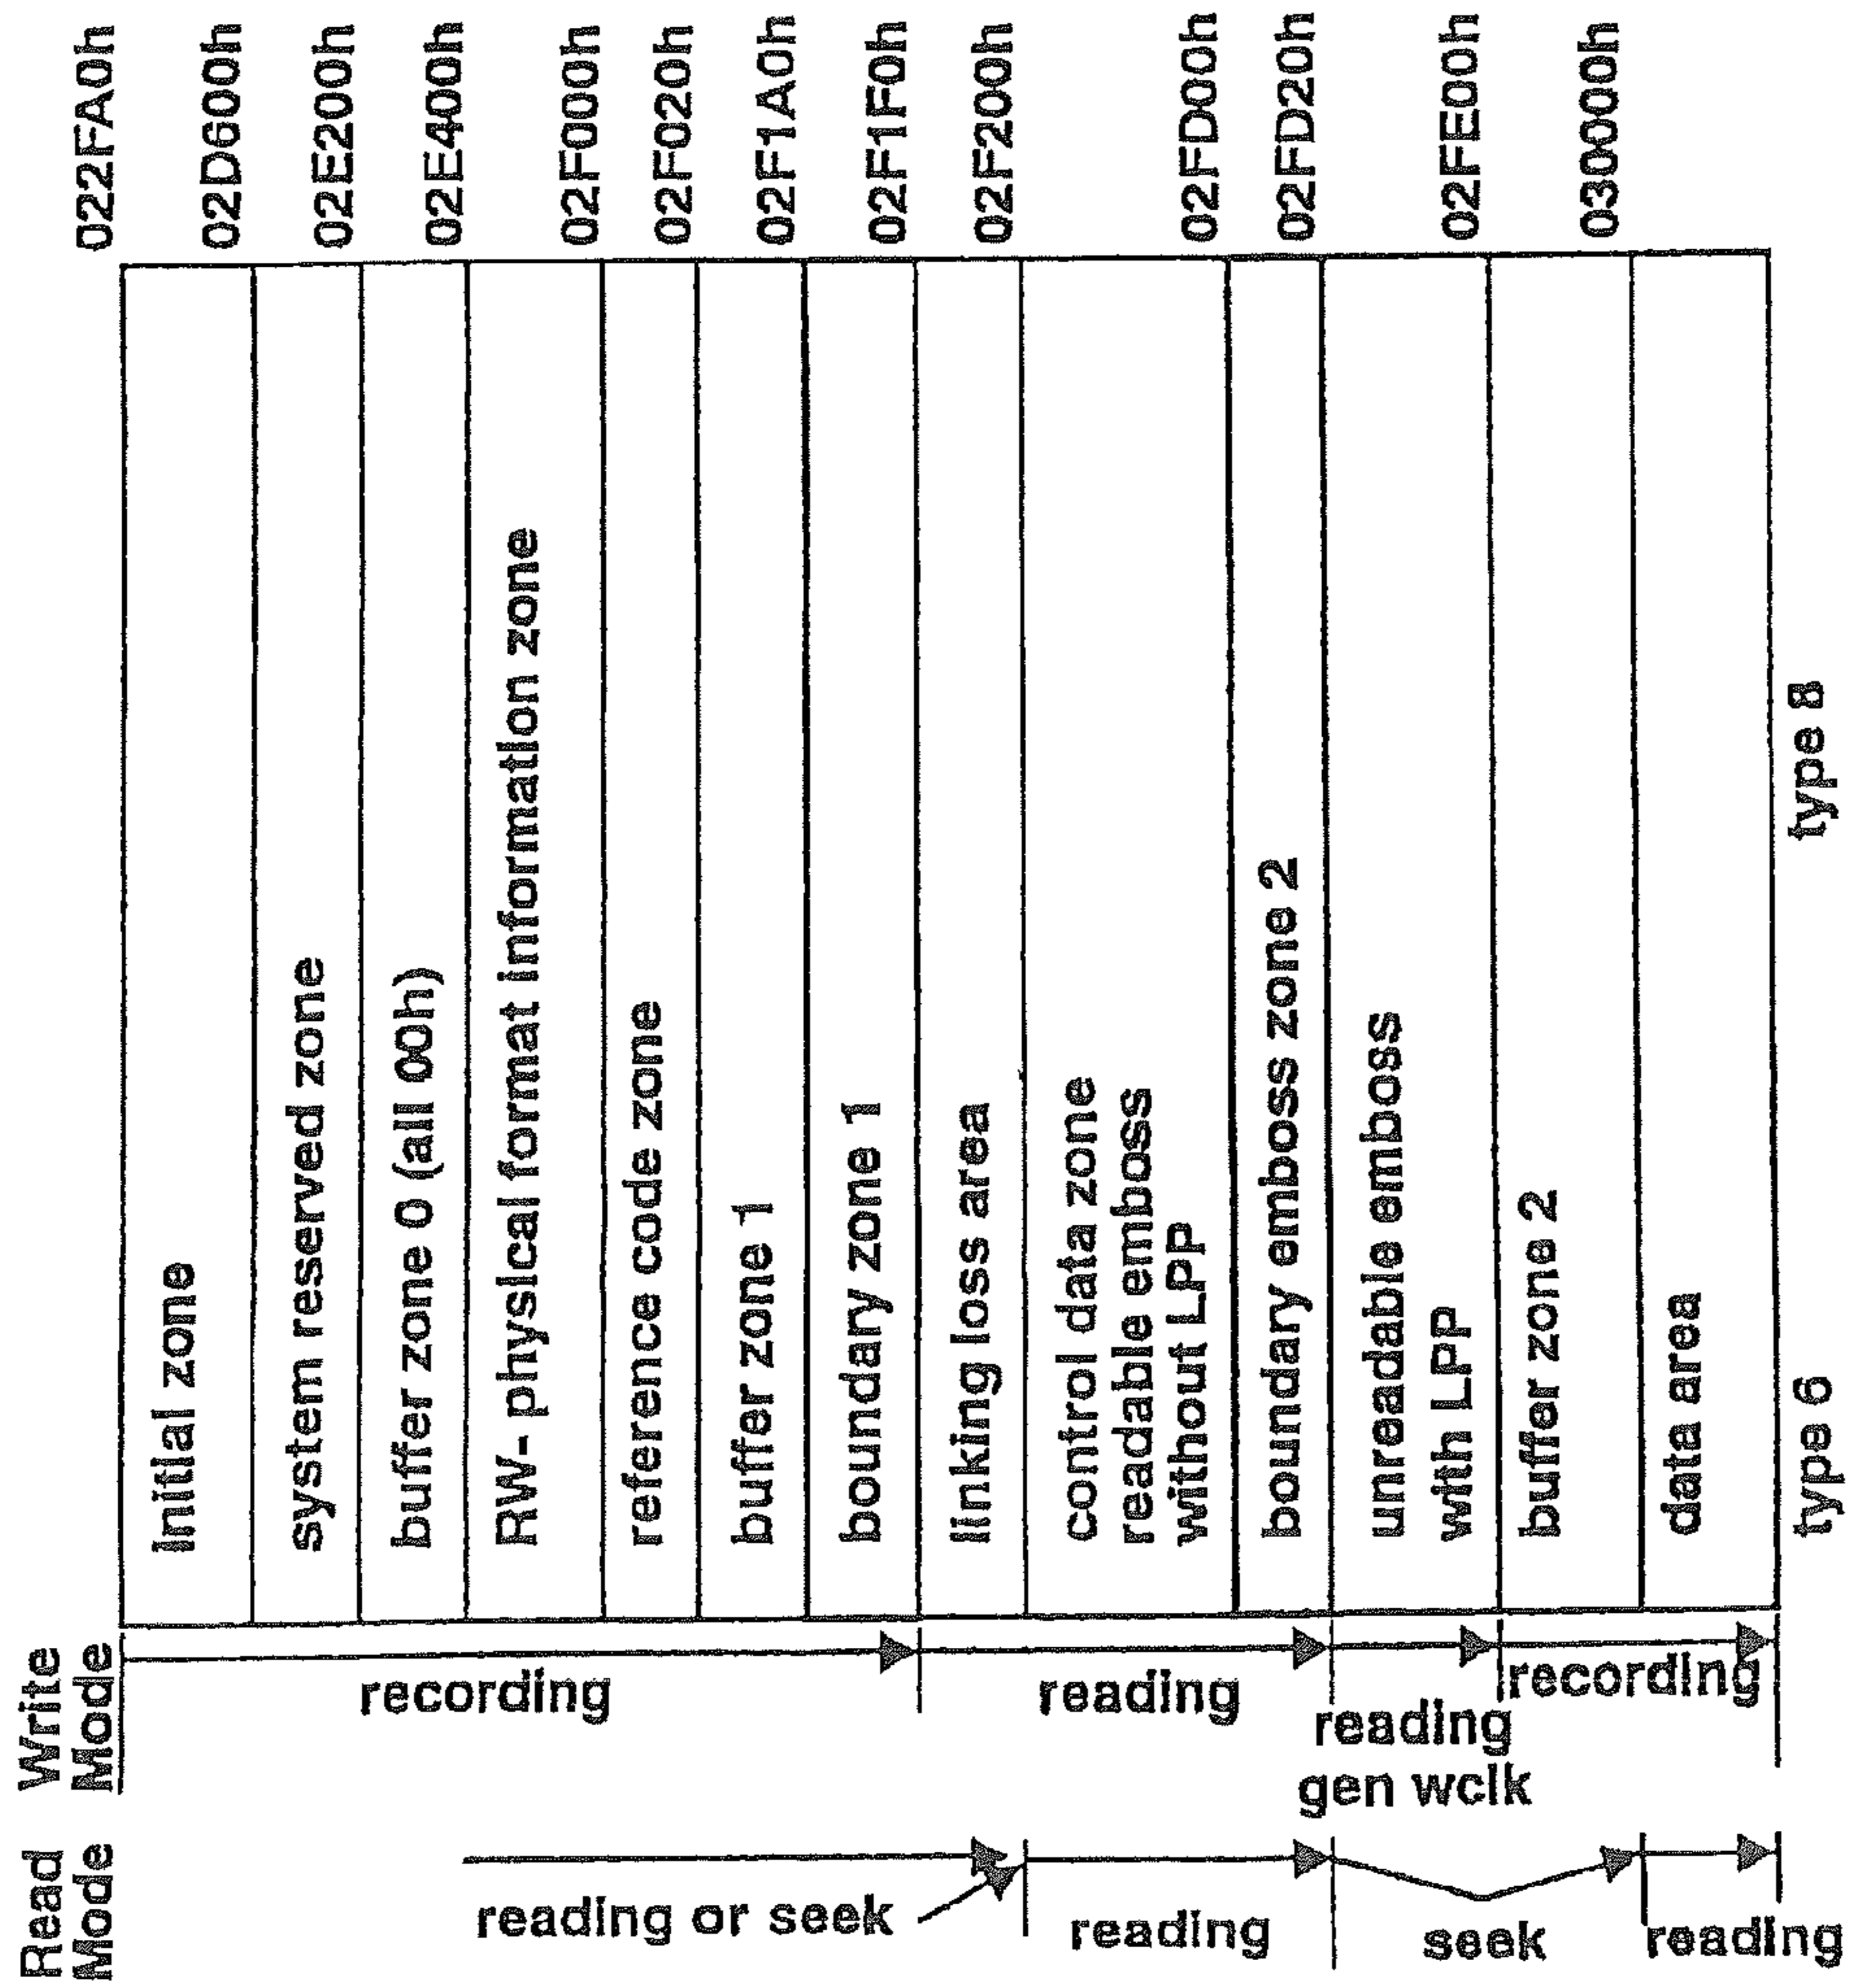 022FA0h
02D600h
02E200h
02E400h
02F000h
02F020h
02F1A0h
02F1F0h
02F200h
02FD00h
02FD20h
02FE00h
030000h
Initial zone
system reserved zone
buffer zone 0 (all 00h)
RW- physical format information zone
reference code zone
buffer zone 1
boundary zone 1
linking loss area
control data zone
readable emboss
without LPP
boundary emboss zone 2
unreadable emboss
with LPP
buffer zone 2
data area
type 6
type 8
Write
Mode
recording
reading
reading
gen wclk
recording
Read
Mode
reading or seek
reading
seek
reading